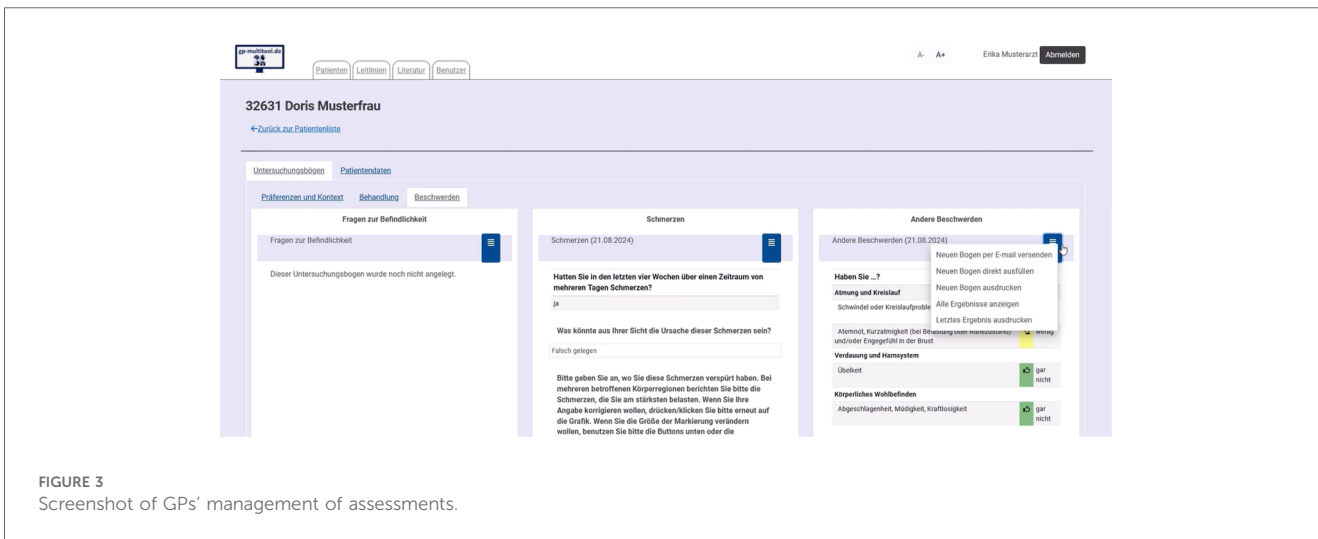 gp-multitool.de
Patienten Leitlinien Literatur Benutzer
A- A+ Erika Musterarzt Abmelden
32631 Doris Musterfrau
←Zurück zur Patientenliste
Untersuchungsbögen Patientendaten
Präferenzen und Kontext Behandlung Beschwerden
Fragen zur Befindlichkeit
Fragen zur Befindlichkeit
Dieser Untersuchungsbogen wurde noch nicht angelegt.
Schmerzen
Schmerzen (21.08.2024)
Hatten Sie in den letzten vier Wochen über einen Zeitraum von
mehreren Tagen Schmerzen?
ja
Was könnte aus Ihrer Sicht die Ursache dieser Schmerzen sein?
Falsch gelegen
Bitte geben Sie an, wo Sie diese Schmerzen verspürt haben. Bei
mehreren betroffenen Körperregionen berichten Sie bitte die
Schmerzen, die Sie am stärksten belasten. Wenn Sie Ihre
Angabe korrigieren wollen, drücken/klicken Sie bitte erneut auf
die Grafik. Wenn Sie die Größe der Markierung verändern
wollen, benutzen Sie bitte die Buttons unten oder die
Andere Beschwerden
Andere Beschwerden (21.08.2024)
Neuen Bogen per E-mail versenden
Neuen Bogen direkt ausfüllen
Neuen Bogen ausdrucken
Alle Ergebnisse anzeigen
Letztes Ergebnis ausdrucken
Haben Sie ...?
Atmung und Kreislauf
Schwindel oder Kreislaufproble
Atemnot, Kurzatmigkeit (bei Belastung oder Ruhezustand) wenig
und/oder Engegefühl in der Brust
Verdauung und Harnsystem
Übelkeit gar
nicht
Körperliches Wohlbefinden
Abgeschlagenheit, Müdigkeit, Kraftlosigkeit gar
nicht
FIGURE 3
Screenshot of GPs' management of assessments.